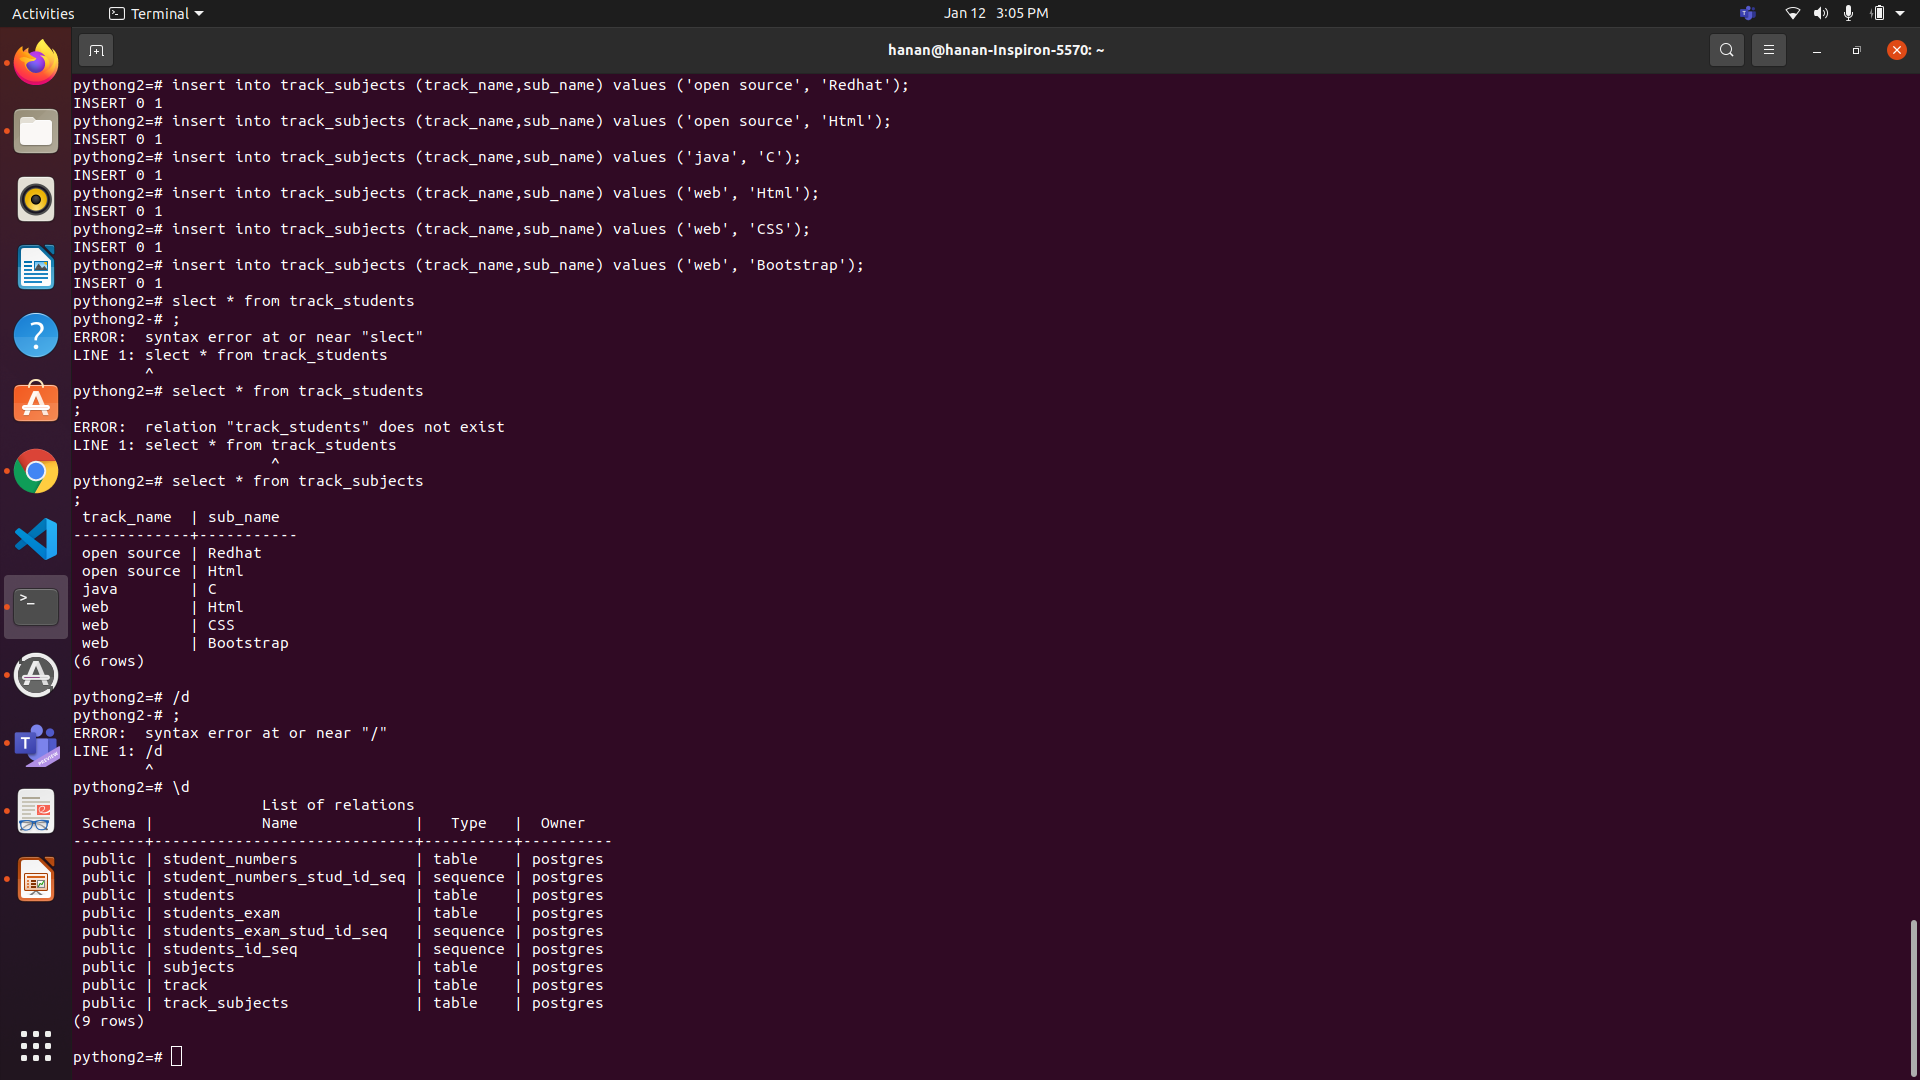 Activities Terminal Jan 12 3:05 PM
hanan@hanan-Inspiron-5570: ~
pythong2=# insert into track_subjects (track_name,sub_name) values ('open source', 'Redhat');
INSERT 0 1
pythong2=# insert into track_subjects (track_name,sub_name) values ('open source', 'Html');
INSERT 0 1
pythong2=# insert into track_subjects (track_name,sub_name) values ('java', 'C');
INSERT 0 1
pythong2=# insert into track_subjects (track_name,sub_name) values ('web', 'Html');
INSERT 0 1
pythong2=# insert into track_subjects (track_name,sub_name) values ('web', 'CSS');
INSERT 0 1
pythong2=# insert into track_subjects (track_name,sub_name) values ('web', 'Bootstrap');
INSERT 0 1
pythong2=# slect * from track_students
pythong2-# ;
ERROR:  syntax error at or near "slect"
LINE 1: slect * from track_students
        ^
pythong2=# select * from track_students
;
ERROR:  relation "track_students" does not exist
LINE 1: select * from track_students
                      ^
pythong2=# select * from track_subjects
;
 track_name  | sub_name
-------------+-----------
 open source | Redhat
 open source | Html
 java        | C
 web         | Html
 web         | CSS
 web         | Bootstrap
(6 rows)
pythong2=# /d
pythong2-# ;
ERROR:  syntax error at or near "/"
LINE 1: /d
        ^
pythong2=# \d
                     List of relations
 Schema |            Name             |   Type   |  Owner
--------+-----------------------------+----------+----------
 public | student_numbers             | table    | postgres
 public | student_numbers_stud_id_seq | sequence | postgres
 public | students                    | table    | postgres
 public | students_exam               | table    | postgres
 public | students_exam_stud_id_seq   | sequence | postgres
 public | students_id_seq             | sequence | postgres
 public | subjects                    | table    | postgres
 public | track                       | table    | postgres
 public | track_subjects              | table    | postgres
(9 rows)
pythong2=#